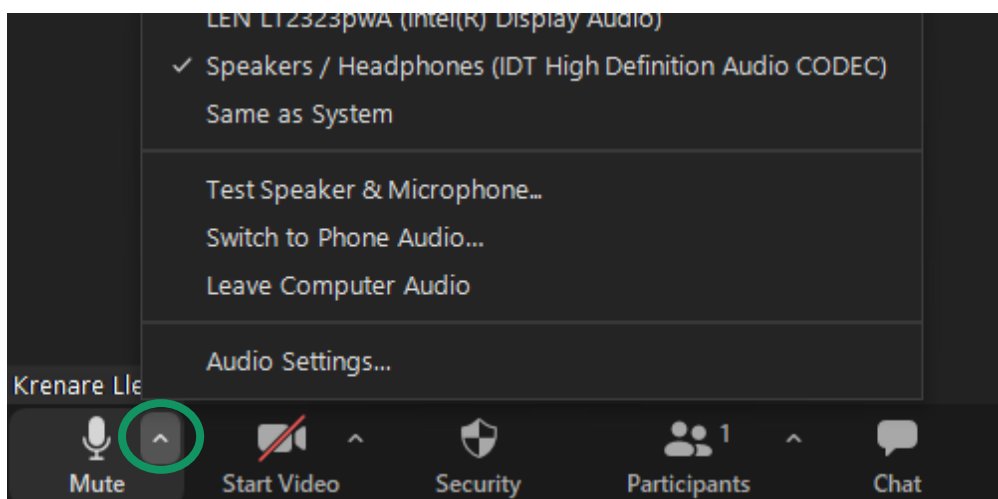 LEN LT2323pwA (Intel(R) Display Audio)
Speakers / Headphones (IDT High Definition Audio CODEC)
Same as System
Test Speaker & Microphone...
Switch to Phone Audio...
Leave Computer Audio
Audio Settings...
Krenare Lle
1
Mute
Start Video
Security
Participants
Chat